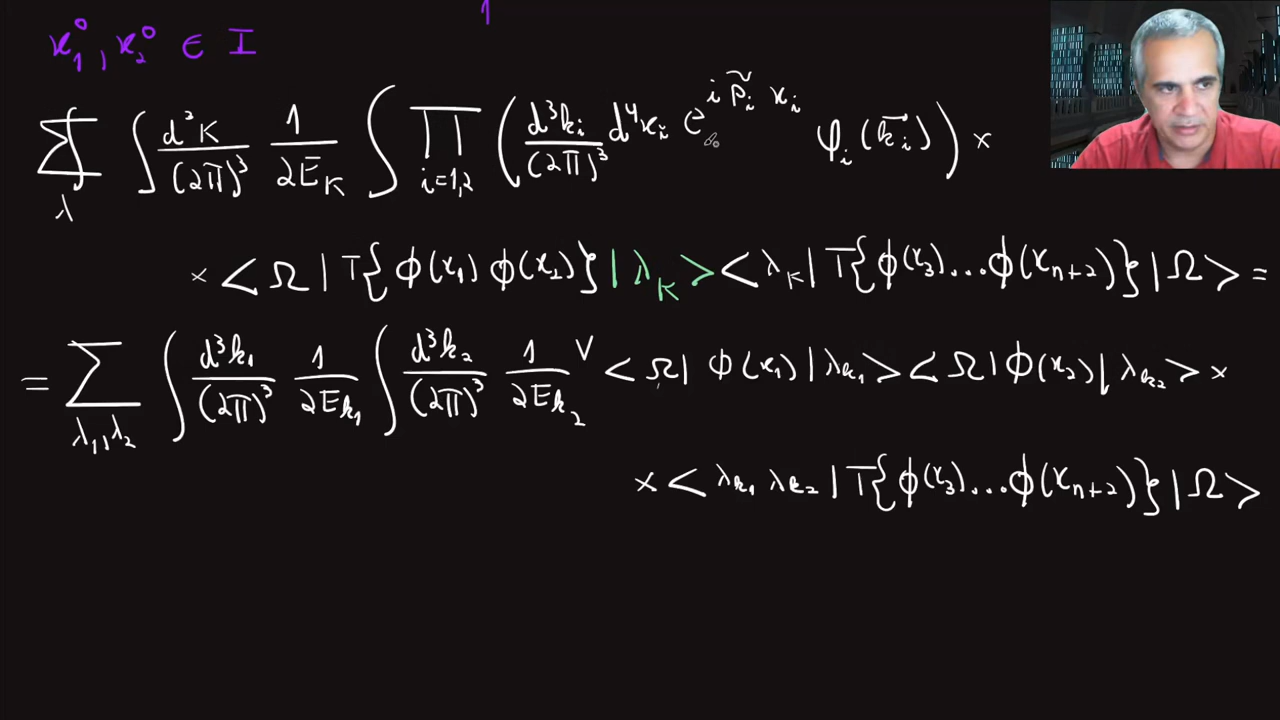 x₁⁰, x₂⁰ ∈ I
∑_λ ∫ d³K/(2π)³ 1/2E_K ∫ ∏_{i=1,2} ( d³k_i/(2π)³ d⁴x_i e^{i p̃_i x_i} φ_i(k⃗_i) ) ×
× < Ω | T{ϕ(x₁) ϕ(x₂)} | λ_K > < λ_K | T{ϕ(x₃)...ϕ(x_{n+2})} | Ω > =
= ∑_{λ₁,λ₂} ∫ d³k₁/(2π)³ 1/2E_{k₁} ∫ d³k₂/(2π)³ 1/2E_{k₂} < Ω | ϕ(x₁) | λ_{k₁} > < Ω | ϕ(x₂) | λ_{k₂} > ×
× < λ_{k₁} λ_{k₂} | T{ϕ(x₃)...ϕ(x_{n+2})} | Ω >